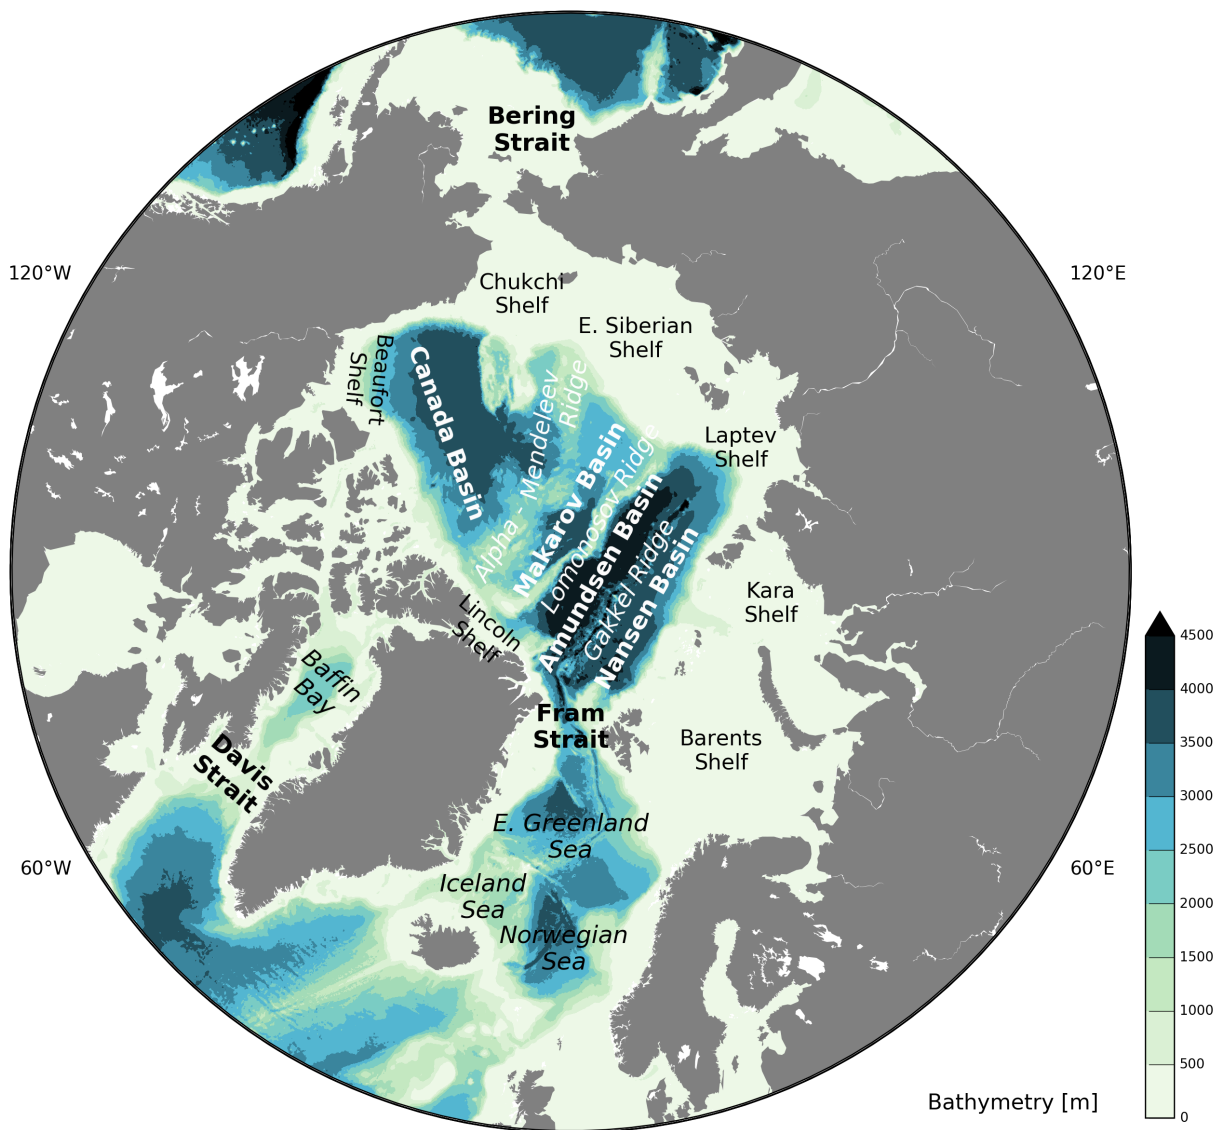 Bering
Strait
120°W
120°E
Chukchi
Shelf
E. Siberian
Shelf
Beaufort
Shelf
Canada Basin
Alpha - Mendeleev
Ridge
Makarov Basin
Lomonosov Ridge
Amundsen Basin
Gakkel Ridge
Nansen Basin
Laptev
Shelf
Kara
Shelf
Lincoln
Shelf
Baffin
Bay
Davis
Strait
Fram
Strait
Barents
Shelf
E. Greenland
Sea
Iceland
Sea
Norwegian
Sea
60°W
60°E
4500
4000
3500
3000
2500
2000
1500
1000
500
0
Bathymetry [m]